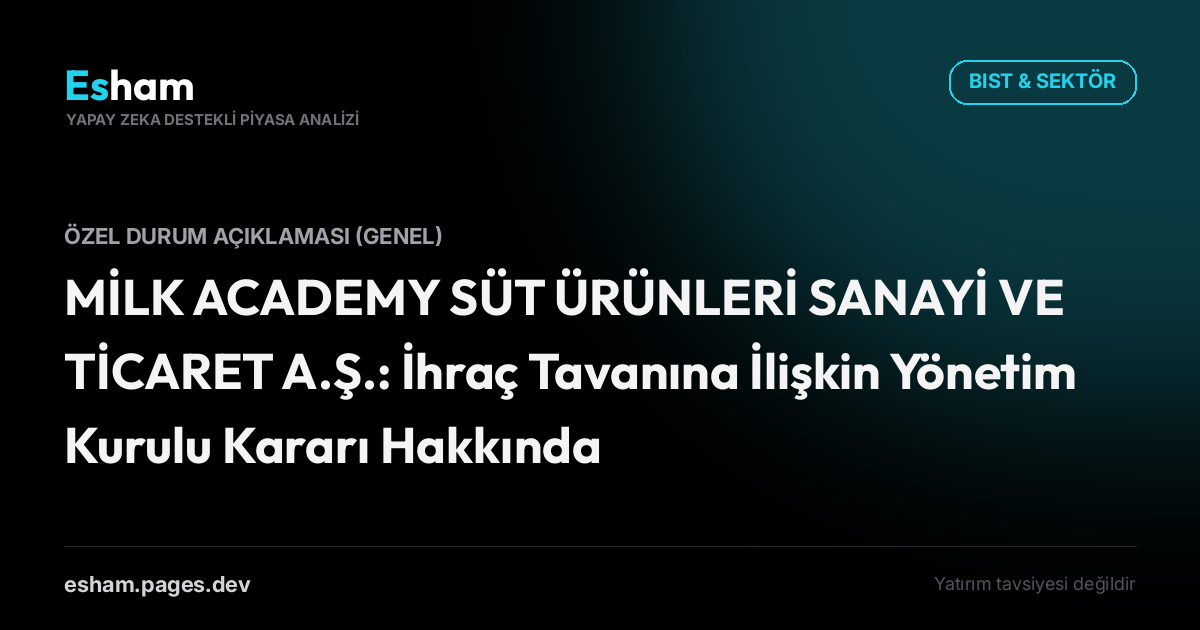 Esham
BIST & SEKTÖR
YAPAY ZEKA DESTEKLİ PİYASA ANALİZİ
ÖZEL DURUM AÇIKLAMASI (GENEL)
MİLK ACADEMY SÜT ÜRÜNLERİ SANAYİ VE
TİCARET A.Ş.: İhraç Tavanına İlişkin Yönetim
Kurulu Kararı Hakkında
esham.pages.dev
Yatırım tavsiyesi değildir